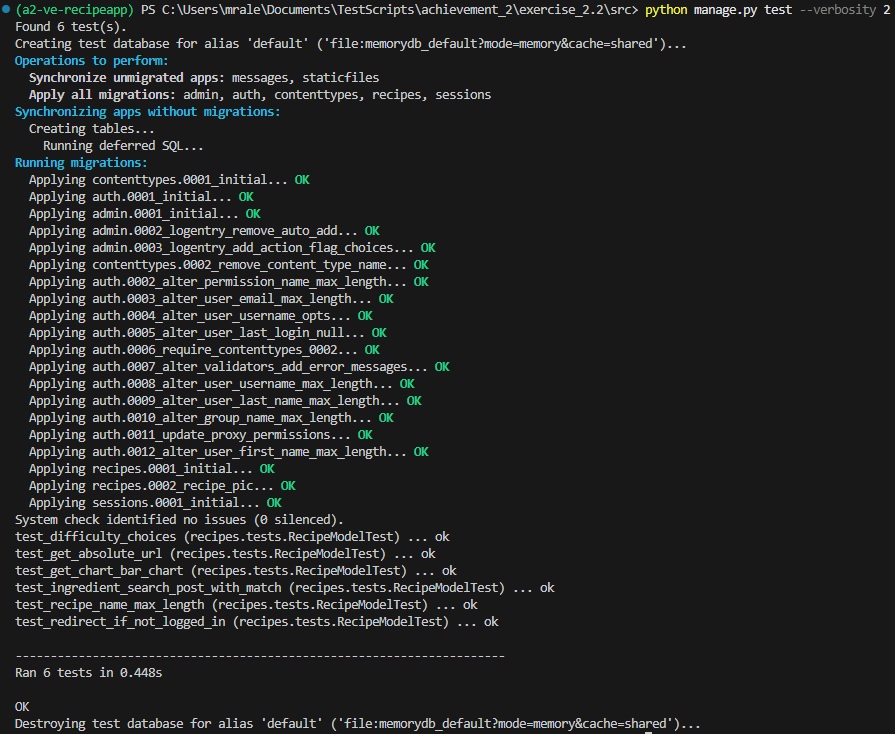 (a2-ve-recipeapp) PS C:\Users\mrale\Documents\TestScripts\achievement_2\exercise_2.2\src> python manage.py test --verbosity 2
Found 6 test(s).
Creating test database for alias 'default' ('file:memorydb_default?mode=memory&cache=shared')...
Operations to perform:
  Synchronize unmigrated apps: messages, staticfiles
  Apply all migrations: admin, auth, contenttypes, recipes, sessions
Synchronizing apps without migrations:
  Creating tables...
    Running deferred SQL...
Running migrations:
  Applying contenttypes.0001_initial... OK
  Applying auth.0001_initial... OK
  Applying admin.0001_initial... OK
  Applying admin.0002_logentry_remove_auto_add... OK
  Applying admin.0003_logentry_add_action_flag_choices... OK
  Applying contenttypes.0002_remove_content_type_name... OK
  Applying auth.0002_alter_permission_name_max_length... OK
  Applying auth.0003_alter_user_email_max_length... OK
  Applying auth.0004_alter_user_username_opts... OK
  Applying auth.0005_alter_user_last_login_null... OK
  Applying auth.0006_require_contenttypes_0002... OK
  Applying auth.0007_alter_validators_add_error_messages... OK
  Applying auth.0008_alter_user_username_max_length... OK
  Applying auth.0009_alter_user_last_name_max_length... OK
  Applying auth.0010_alter_group_name_max_length... OK
  Applying auth.0011_update_proxy_permissions... OK
  Applying auth.0012_alter_user_first_name_max_length... OK
  Applying recipes.0001_initial... OK
  Applying recipes.0002_recipe_pic... OK
  Applying sessions.0001_initial... OK
System check identified no issues (0 silenced).
test_difficulty_choices (recipes.tests.RecipeModelTest) ... ok
test_get_absolute_url (recipes.tests.RecipeModelTest) ... ok
test_get_chart_bar_chart (recipes.tests.RecipeModelTest) ... ok
test_ingredient_search_post_with_match (recipes.tests.RecipeModelTest) ... ok
test_recipe_name_max_length (recipes.tests.RecipeModelTest) ... ok
test_redirect_if_not_logged_in (recipes.tests.RecipeModelTest) ... ok
----------------------------------------------------------------------
Ran 6 tests in 0.448s
OK
Destroying test database for alias 'default' ('file:memorydb_default?mode=memory&cache=shared')...